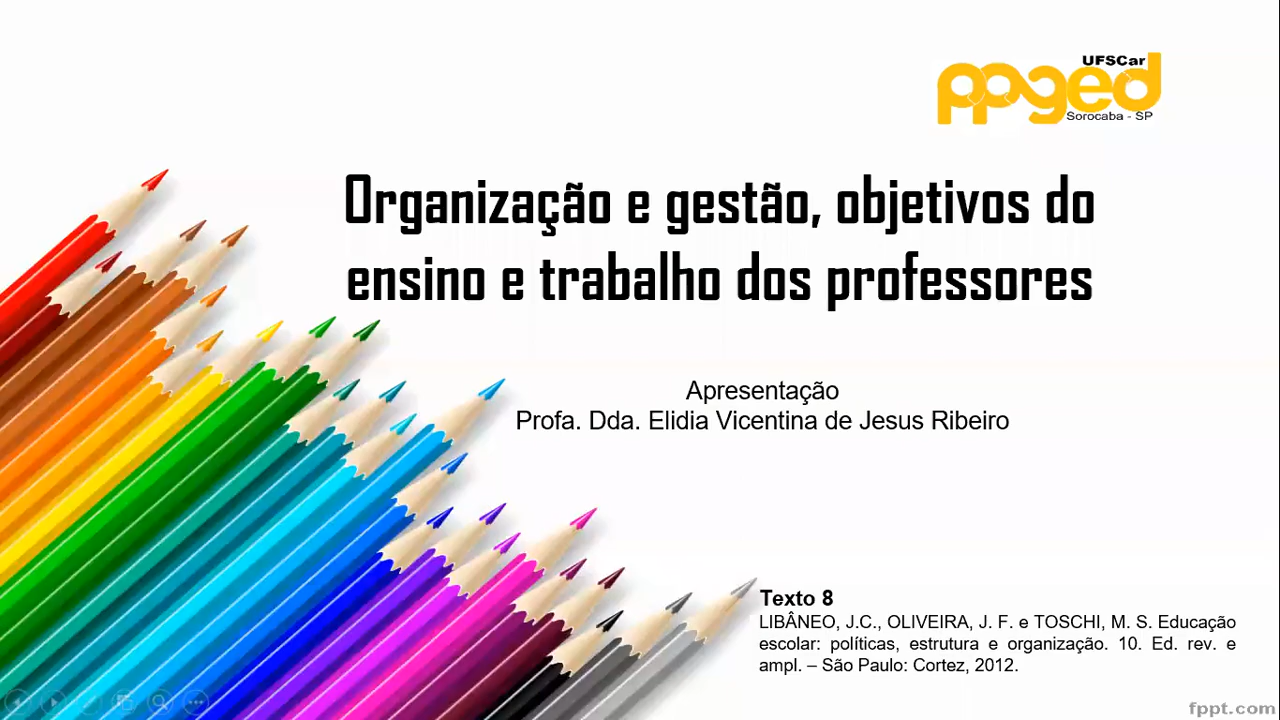 UFSCar
ppged
Sorocaba - SP
Organização e gestão, objetivos do
ensino e trabalho dos professores
Apresentação
Profa. Dda. Elidia Vicentina de Jesus Ribeiro
Texto 8
LIBÂNEO, J.C., OLIVEIRA, J. F. e TOSCHI, M. S. Educação
escolar: políticas, estrutura e organização. 10. Ed. rev. e
ampl. – São Paulo: Cortez, 2012.
fppt.com